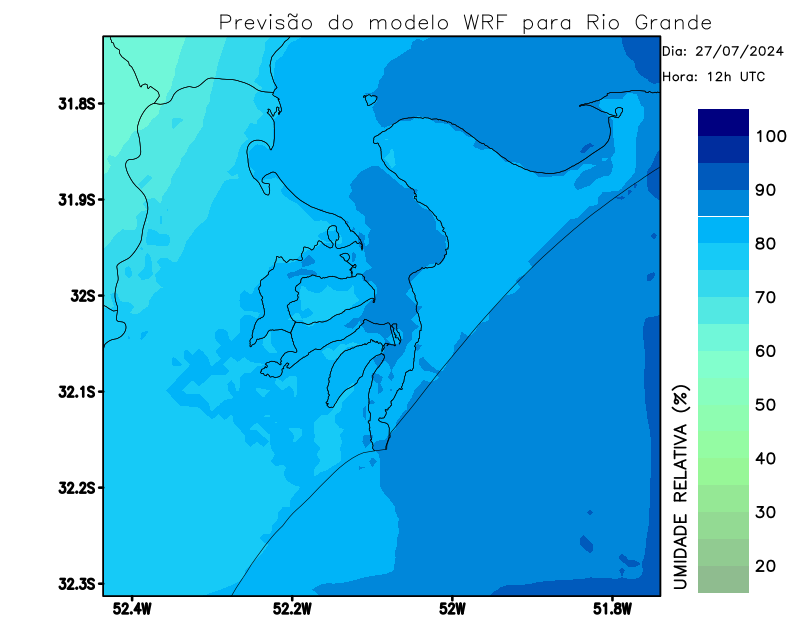 Previsão do modelo WRF para Rio Grande
Dia: 27/07/2024
Hora: 12h UTC
31.8S
31.9S
32S
32.1S
32.2S
32.3S
52.4W
52.2W
52W
51.8W
100
90
80
70
60
50
40
30
20
UMIDADE RELATIVA (%)